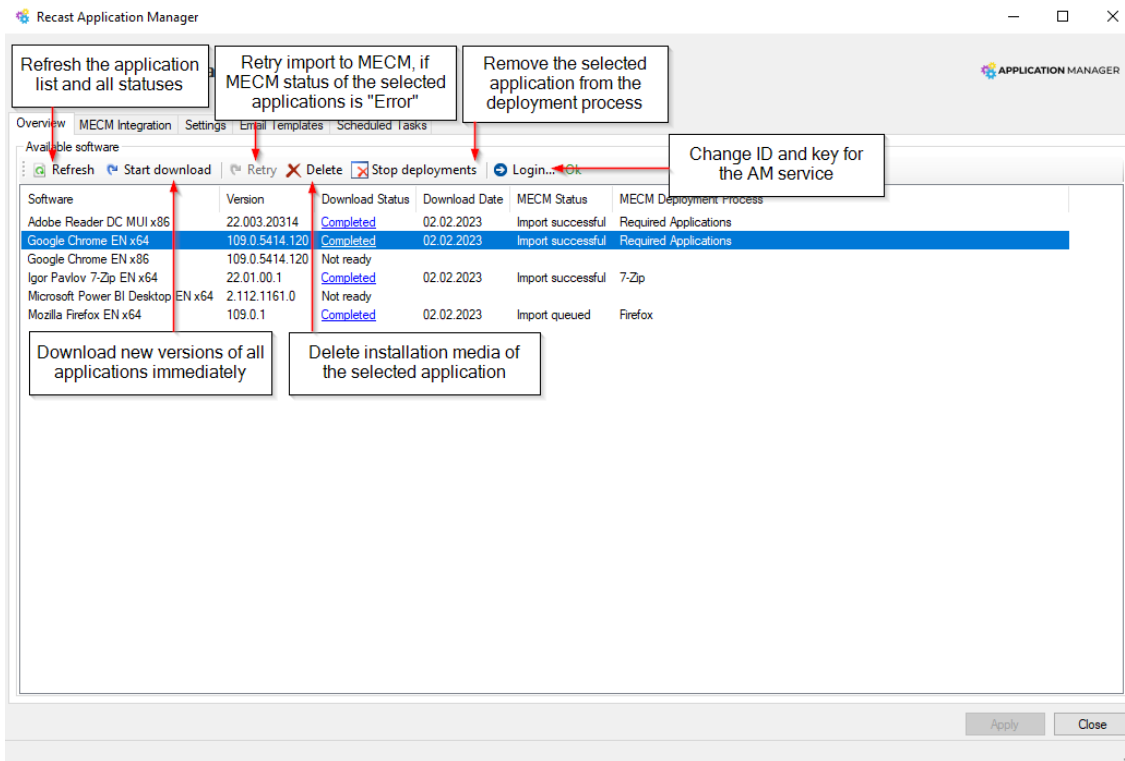 Recast Application Manager
Refresh the application
list and all statuses
Retry import to MECM, if
MECM status of the selected
applications is "Error"
Remove the selected
application from the
deployment process
APPLICATION MANAGER
Overview MECM Integration Settings Email Templates Scheduled Tasks
Available software
Change ID and key for
the AM service
Refresh Start download Retry Delete Stop deployments Login... Ok
Software Version Download Status Download Date MECM Status MECM Deployment Process
Adobe Reader DC MUI x86 22.003.20314 Completed 02.02.2023 Import successful Required Applications
Google Chrome EN x64 109.0.5414.120 Completed 02.02.2023 Import successful Required Applications
Google Chrome EN x86 109.0.5414.120 Not ready
Igor Pavlov 7-Zip EN x64 22.01.00.1 Completed 02.02.2023 Import successful 7-Zip
Microsoft Power BI Desktop EN x64 2.112.1161.0 Not ready
Mozilla Firefox EN x64 109.0.1 Completed 02.02.2023 Import queued Firefox
Download new versions of all
applications immediately
Delete installation media of
the selected application
Apply Close